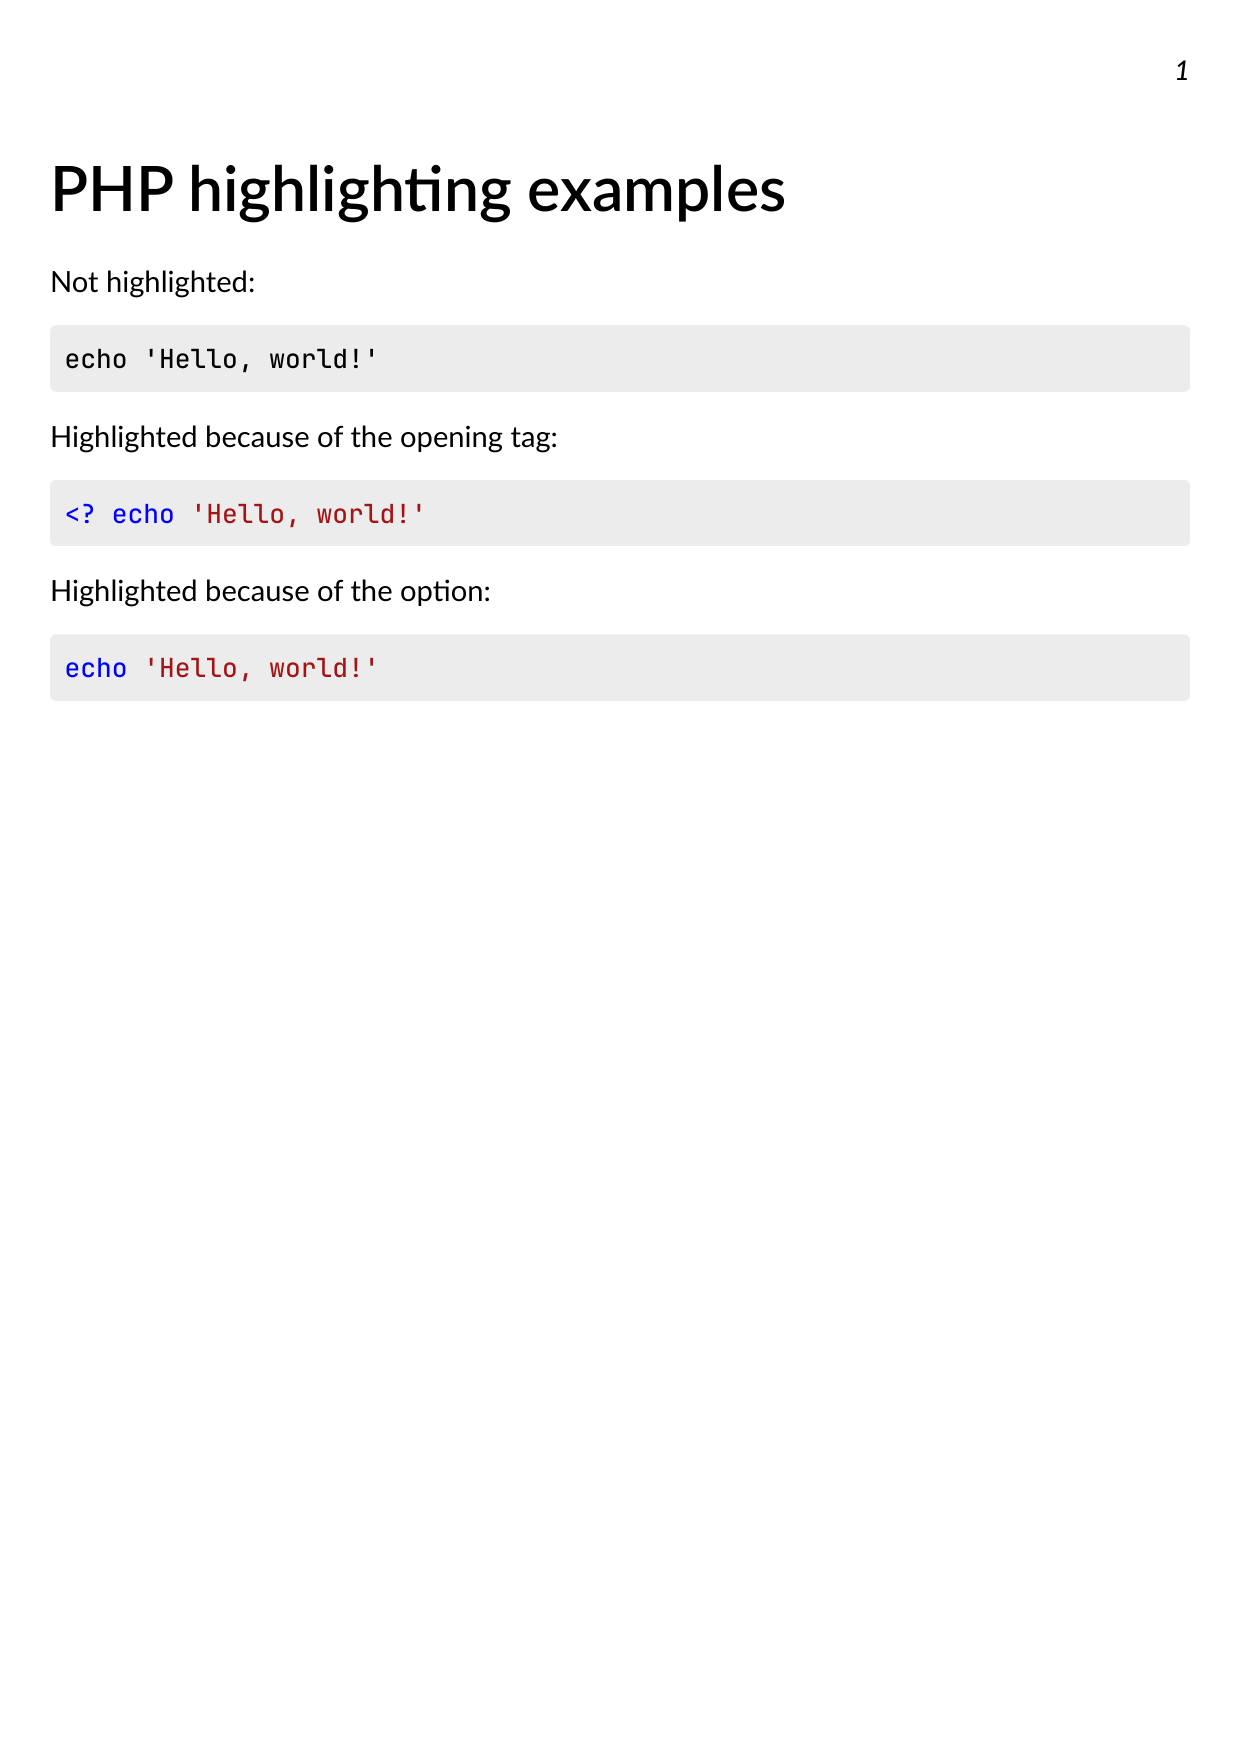 1
PHP highlighting examples
Not highlighted:
echo 'Hello, world!'
Highlighted because of the opening tag:
<? echo 'Hello, world!'
Highlighted because of the option:
echo 'Hello, world!'